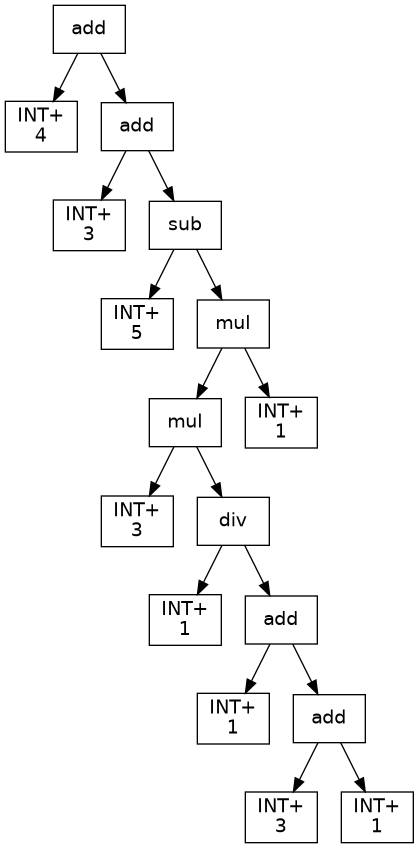 add
INT+
4
add
INT+
3
sub
INT+
5
mul
mul
INT+
1
INT+
3
div
INT+
1
add
INT+
1
add
INT+
3
INT+
1